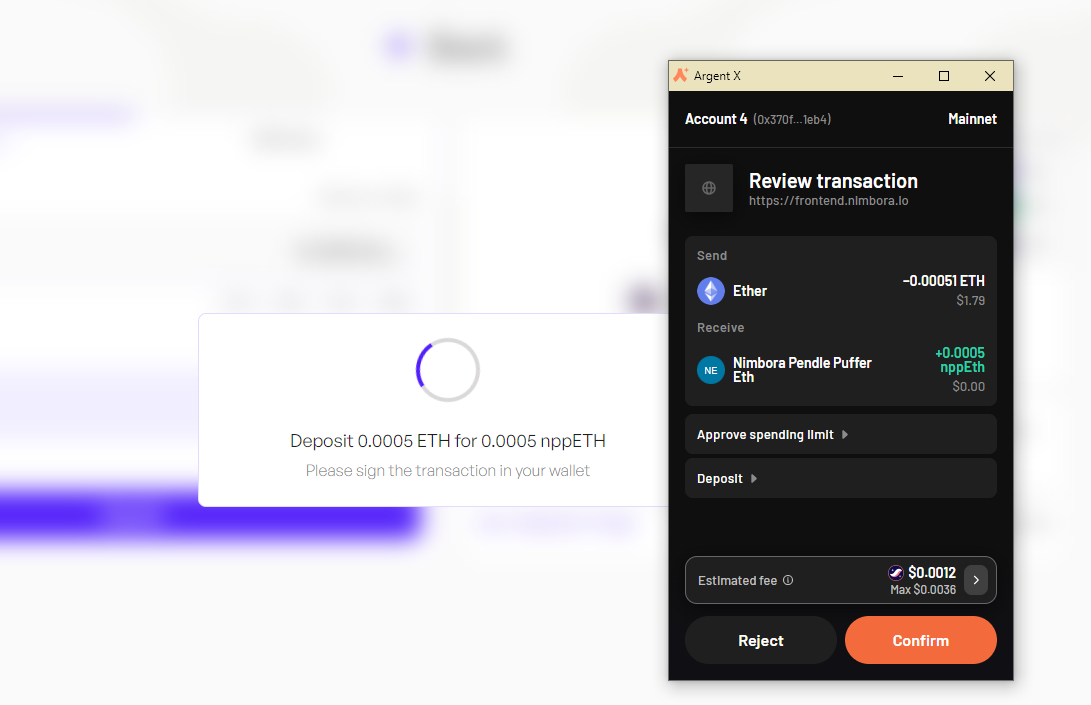 Argent X
Account 4 (0x370f...1eb4)
Mainnet
Review transaction
https://frontend.nimbora.io
Send
Ether
−0.00051 ETH
$1.79
Receive
NE
Nimbora Pendle Puffer
Eth
+0.0005
nppEth
$0.00
Approve spending limit
Deposit
Estimated fee
$0.0012
Max $0.0036
Reject
Confirm
Deposit 0.0005 ETH for 0.0005 nppETH
Please sign the transaction in your wallet